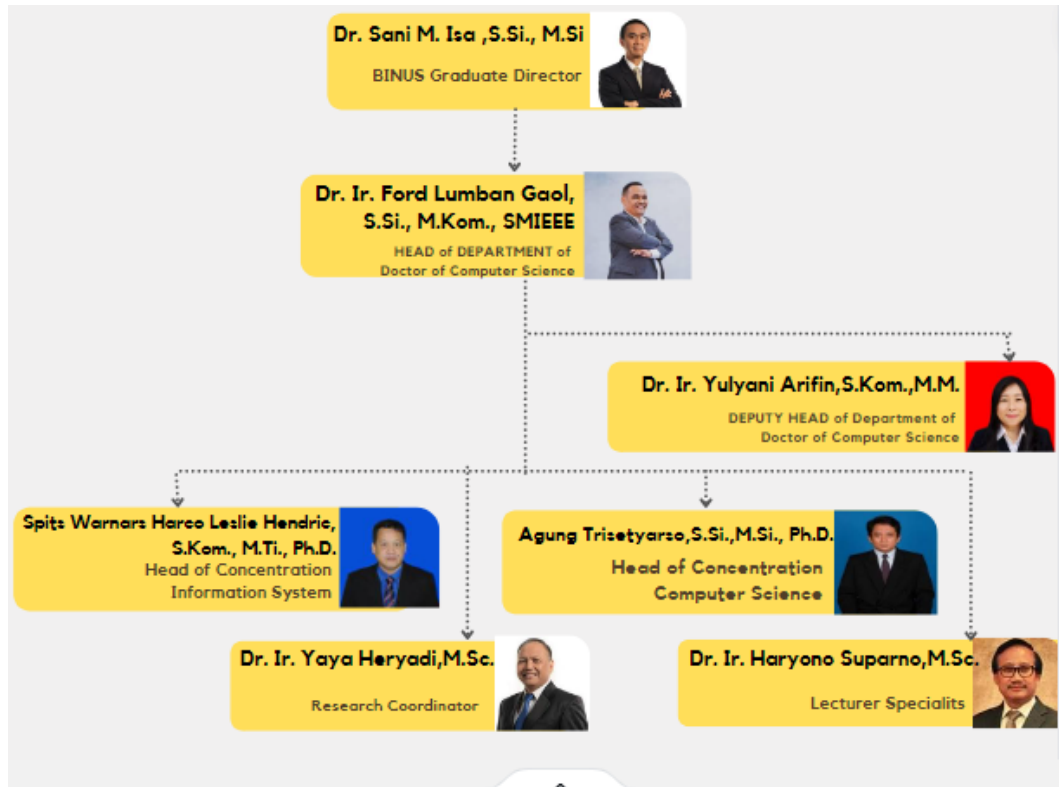 Dr. Sani M. Isa ,S.Si., M.Si
BINUS Graduate Director
Dr. Ir. Ford Lumban Gaol,
S.Si., M.Kom., SMIEEE
HEAD of DEPARTMENT of
Doctor of Computer Science
Dr. Ir. Yulyani Arifin,S.Kom.,M.M.
DEPUTY HEAD of Department of
Doctor of Computer Science
Spits Warnars Harco Leslie Hendric,
S.Kom., M.Ti., Ph.D.
Head of Concentration
Information System
Agung Trisetyarso,S.Si.,M.Si., Ph.D.
Head of Concentration
Computer Science
Dr. Ir. Yaya Heryadi,M.Sc.
Research Coordinator
Dr. Ir. Haryono Suparno,M.Sc.
Lecturer Specialits